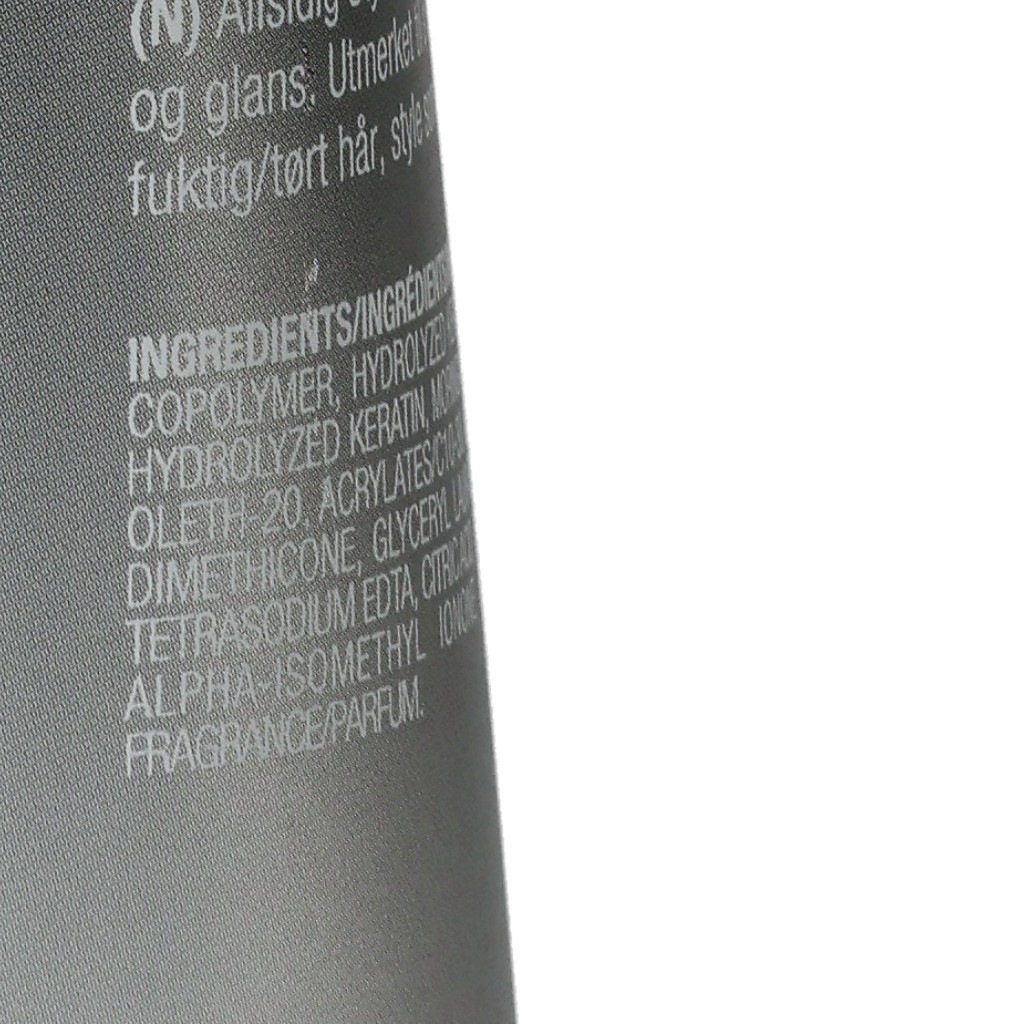 (N) Allsidig
og glans. Utmerket
fuktig/tørt hår, style
INGREDIENTS/INGRÉDIENTS
COPOLYMER, HYDROLYZED
HYDROLYZED KERATIN,
OLETH-20, ACRYLATES/C10-
DIMETHICONE, GLYCERYL
TETRASODIUM EDTA, CITRIC
ALPHA-ISOMETHYL IONONE
FRAGRANCE/PARFUM.